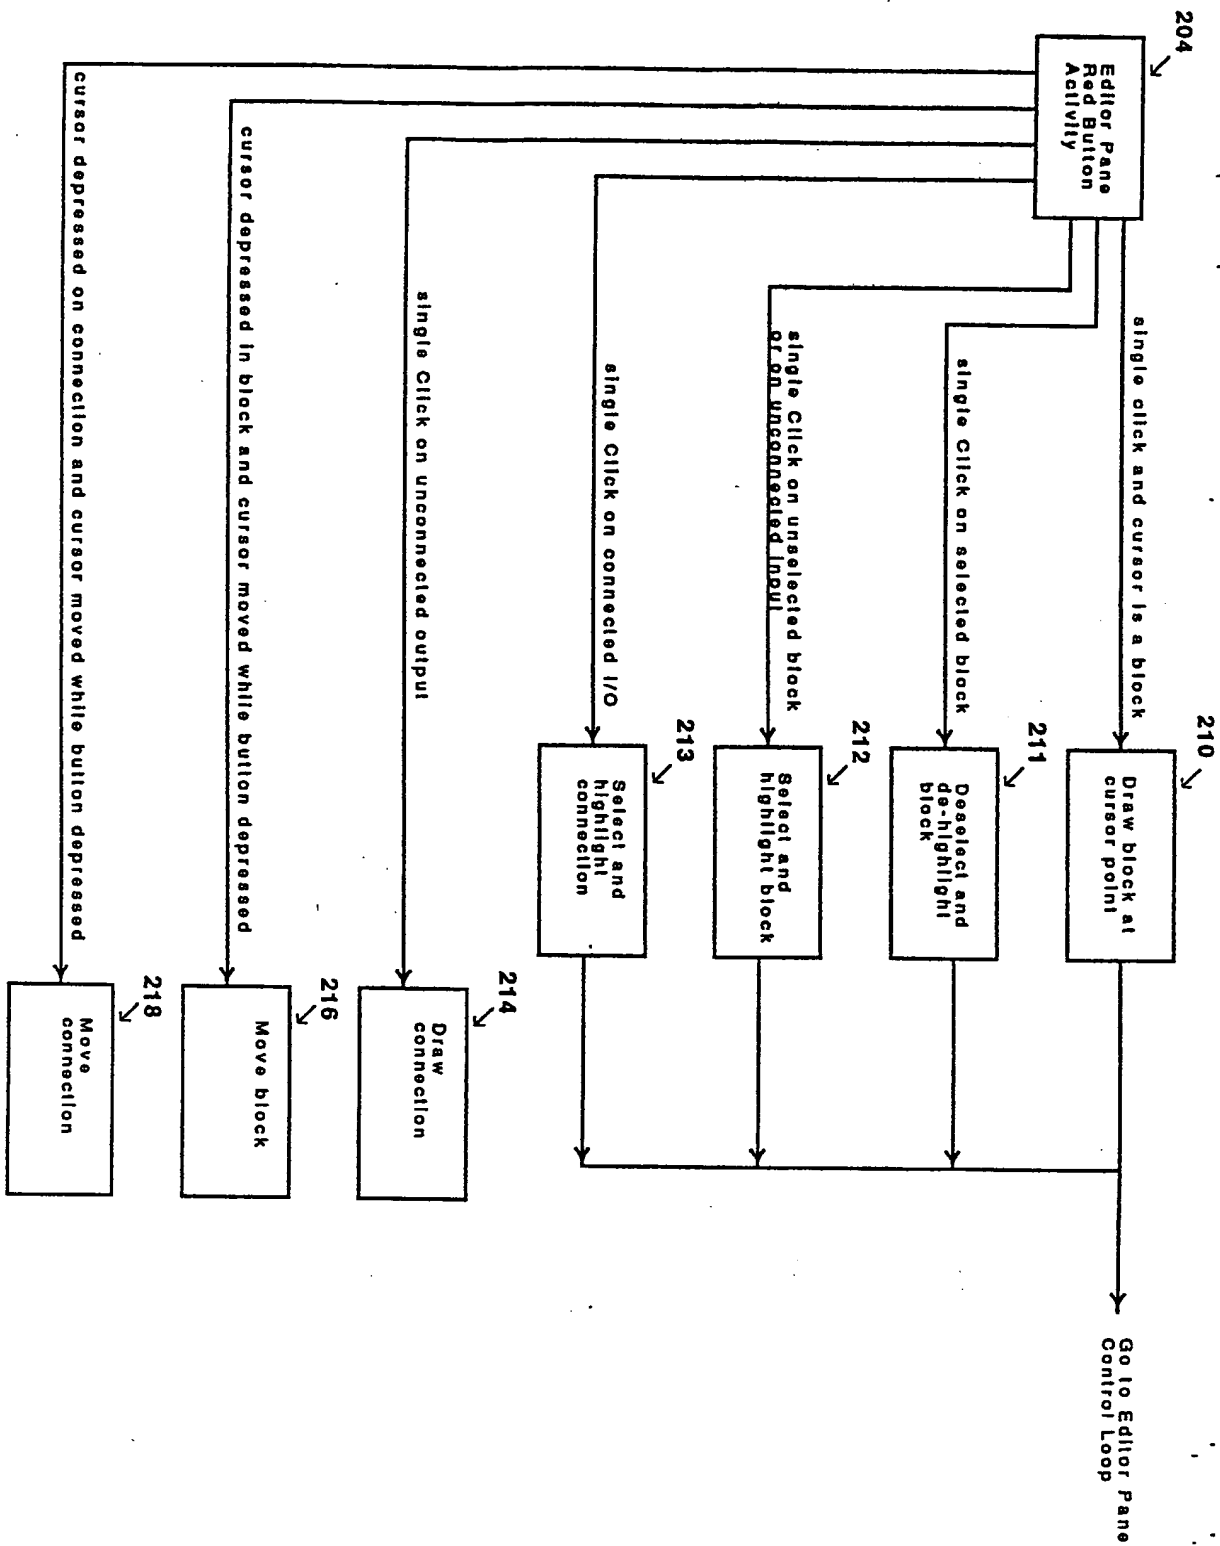 204
Editor Pane
Red Button
Activity
single click and cursor is a block
210
Draw block at
cursor point
Go to Editor Pane
Control Loop
single Click on selected block
211
Deselect and
de-highlight
block
single Click on unselected block
or on unconnected input
212
Select and
highlight block
single Click on connected I/O
213
Select and
highlight
connection
single Click on unconnected output
214
Draw
connection
cursor depressed in block and cursor moved while button depressed
216
Move block
cursor depressed on connection and cursor moved while button depressed
218
Move
connection